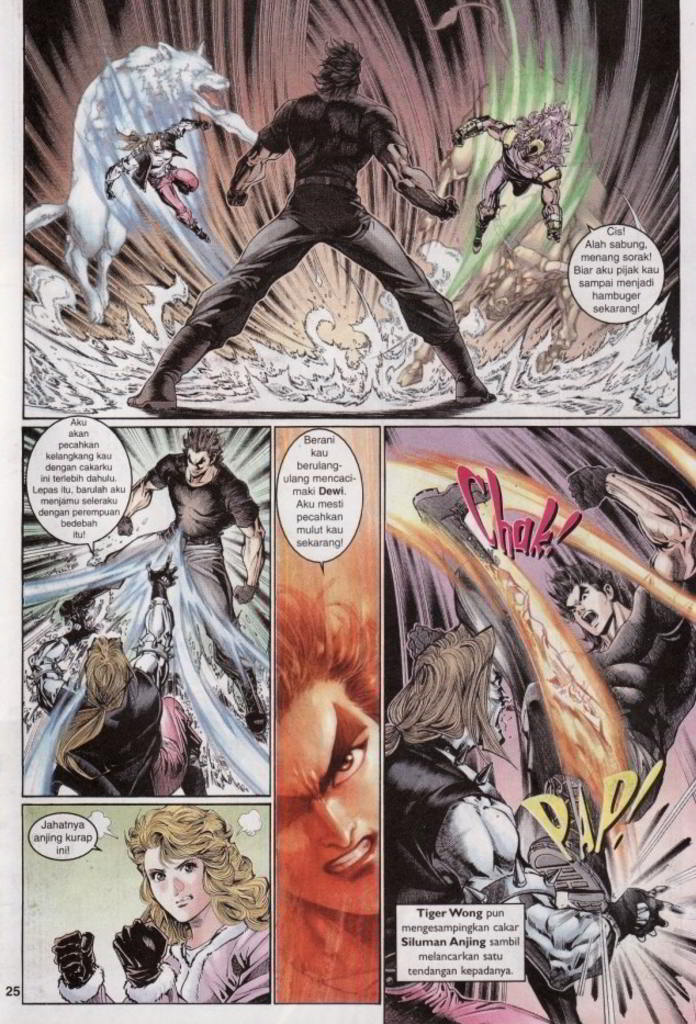 Cis!
Alah sabung,
menang sorak!
Biar aku pijak kau
sampai menjadi
hambuger
sekarang!
Aku
akan
pecahkan
kelangkang kau
dengan cakarku
ini terlebih dahulu.
Lepas itu, barulah aku
menjamu seleraku
dengan perempuan
bedebah
itu!
Berani
kau
berulang-
ulang mencaci-
maki Dewi.
Aku mesti
pecahkan
mulut kau
sekarang!
Chak!
Jahatnya
anjing kurap
ini!
PAP!
Tiger Wong pun
mengesampingkan cakar
Siluman Anjing sambil
melancarkan satu
tendangan kepadanya.
25